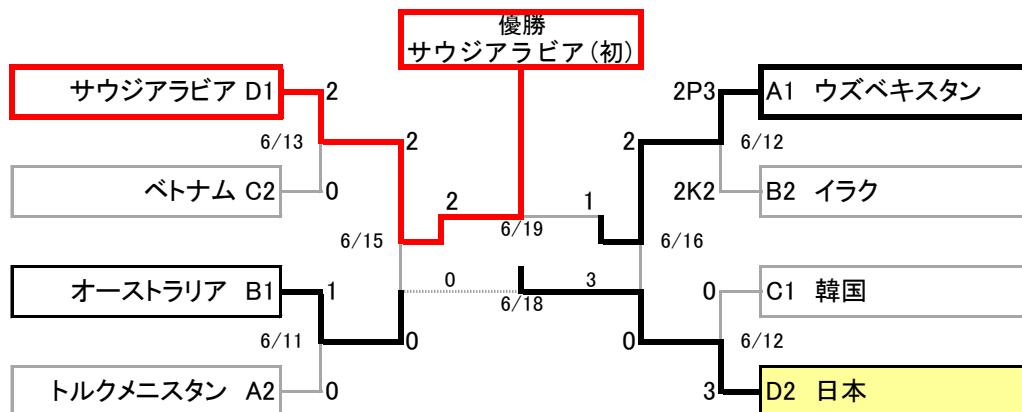 優勝
サウジアラビア(初)
サウジアラビア D1
2
2P3
A1 ウズベキスタン
6/13
2
2
6/12
ベトナム C2
0
2K2
B2 イラク
2
1
6/19
6/15
6/16
オーストラリア B1
1
0
3
6/18
0
C1 韓国
6/11
0
0
6/12
トルクメニスタン A2
0
3
D2 日本